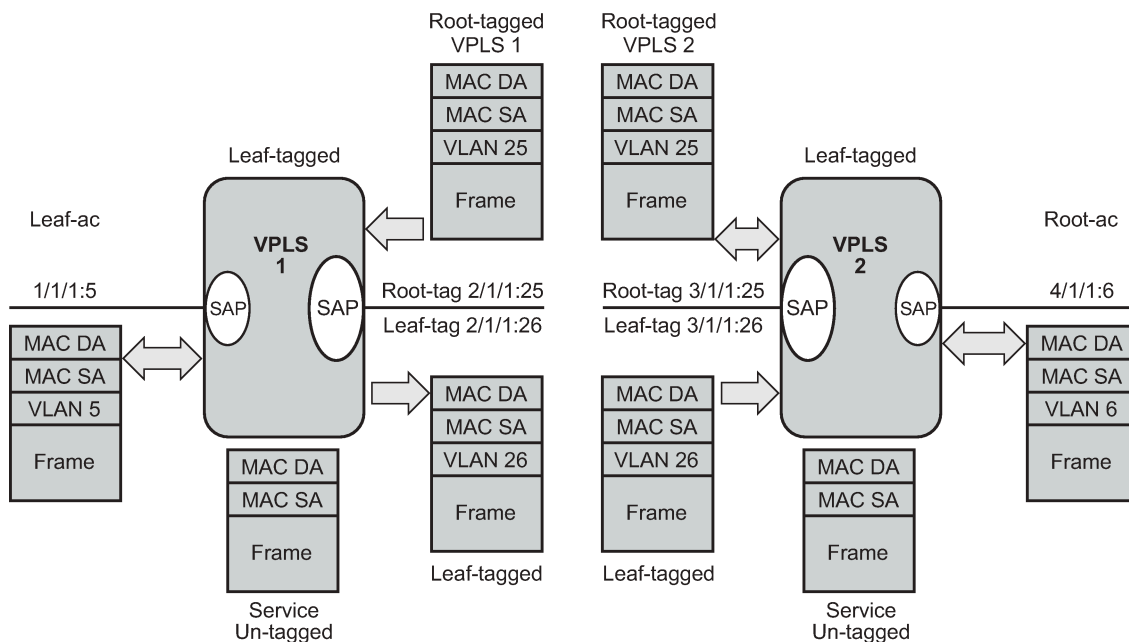 Root-tagged
VPLS 1
MAC DA
MAC SA
VLAN 25
Frame
Root-tagged
VPLS 2
MAC DA
MAC SA
VLAN 25
Frame
Leaf-tagged
Leaf-tagged
Leaf-ac
VPLS
1
VPLS
2
Root-ac
1/1/1:5
SAP
SAP
Root-tag 2/1/1:25
Leaf-tag 2/1/1:26
Root-tag 3/1/1:25
Leaf-tag 3/1/1:26
SAP
SAP
4/1/1:6
MAC DA
MAC SA
VLAN 5
Frame
MAC DA
MAC SA
Frame
Service
Un-tagged
MAC DA
MAC SA
VLAN 26
Frame
Leaf-tagged
MAC DA
MAC SA
VLAN 26
Frame
Leaf-tagged
MAC DA
MAC SA
Frame
Service
Un-tagged
MAC DA
MAC SA
VLAN 6
Frame